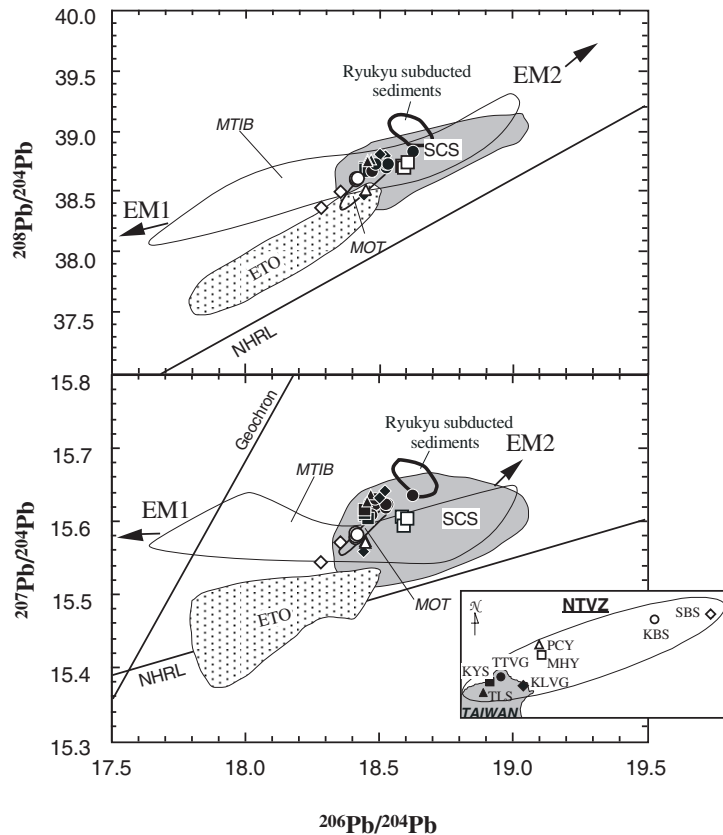 40.0
39.5
39.0
38.5
38.0
37.5
208Pb/204Pb
EM2
Ryukyu subducted
sediments
MTIB
SCS
EM1
MOT
ETO
NHRL
15.8
15.7
15.6
15.5
15.4
15.3
207Pb/204Pb
Geochron
Ryukyu subducted
sediments
EM2
MTIB
EM1
SCS
MOT
ETO
NHRL
N
NTVZ
SBS
KBS
PCY
MHY
TTVG
KYS
KLVG
TLS
TAIWAN
17.5 18.0 18.5 19.0 19.5
206Pb/204Pb